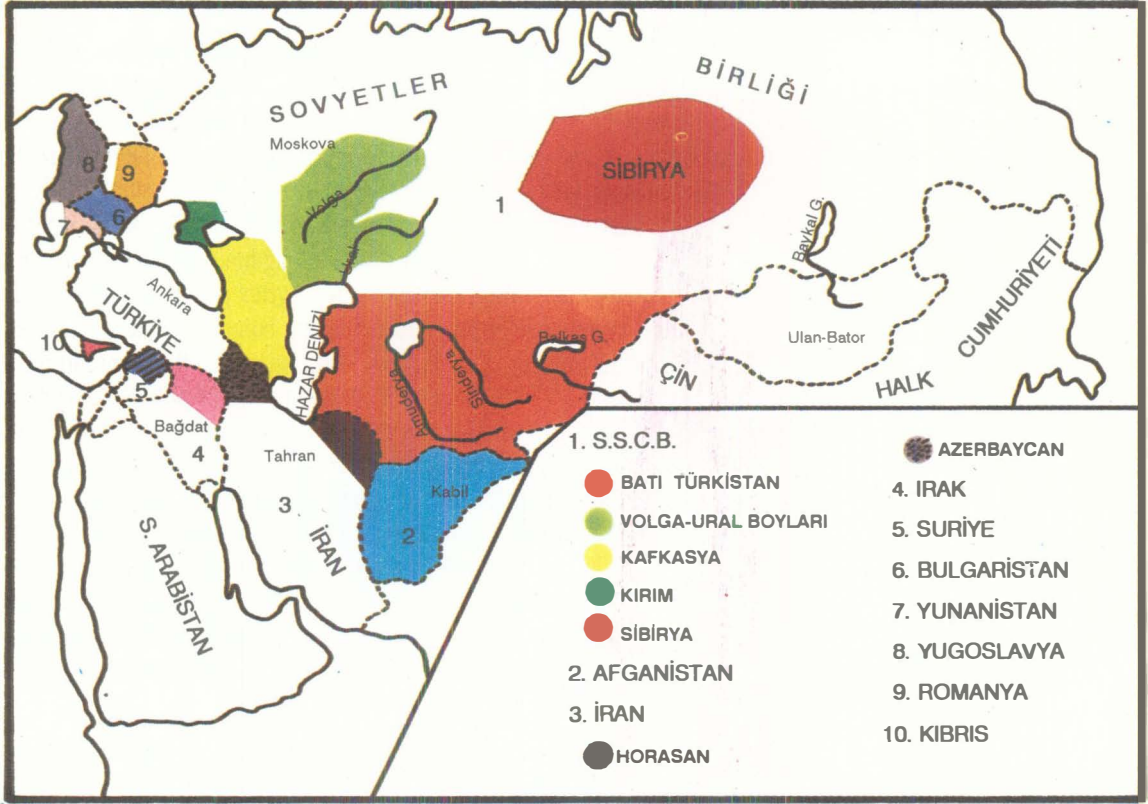 SOVYETLER
BİRLİĞİ
Moskova
8
9
SİBİRYA
1
Volga
6
7
Ural
Baykal G.
Ankara
TÜRKİYE
HAZAR DENİZİ
Balkaş G.
Ulan-Bator
CUMHURİYETİ
10
Siriderya
Amuderya
ÇİN
HALK
5
Bağdat
4
Tahran
3
Kabil
2
İRAN
S. ARABİSTAN
1. S.S.C.B.
BATI TÜRKİSTAN
VOLGA-URAL BOYLARI
KAFKASYA
KIRIM
SİBİRYA
2. AFGANİSTAN
3. İRAN
HORASAN
AZERBAYCAN
4. IRAK
5. SURİYE
6. BULGARİSTAN
7. YUNANİSTAN
8. YUGOSLAVYA
9. ROMANYA
10. KIBRIS